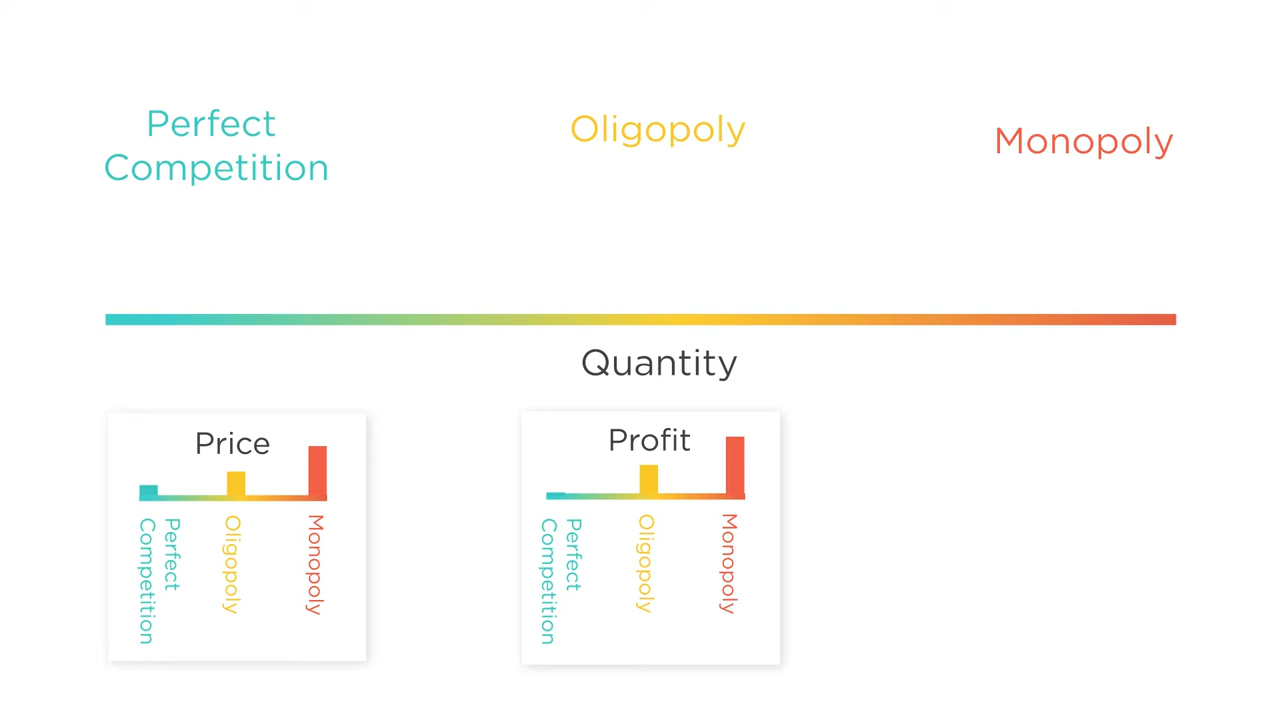 Perfect
Competition
Oligopoly
Monopoly
Quantity
Price
Perfect
Competition
Oligopoly
Monopoly
Profit
Perfect
Competition
Oligopoly
Monopoly